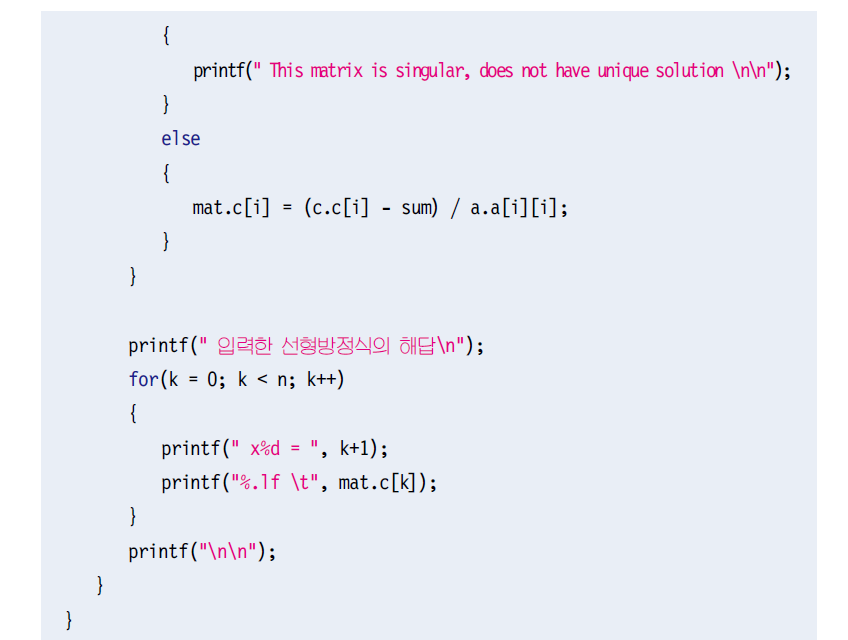 {
printf(" This matrix is singular, does not have unique solution \n\n");
}
else
{
mat.c[i] = (c.c[i] - sum) / a.a[i][i];
}
}
printf(" 입력한 선형방정식의 해답\n");
for(k = 0; k < n; k++)
{
printf(" x%d = ", k+1);
printf("%.lf \t", mat.c[k]);
}
printf("\n\n");
}
}